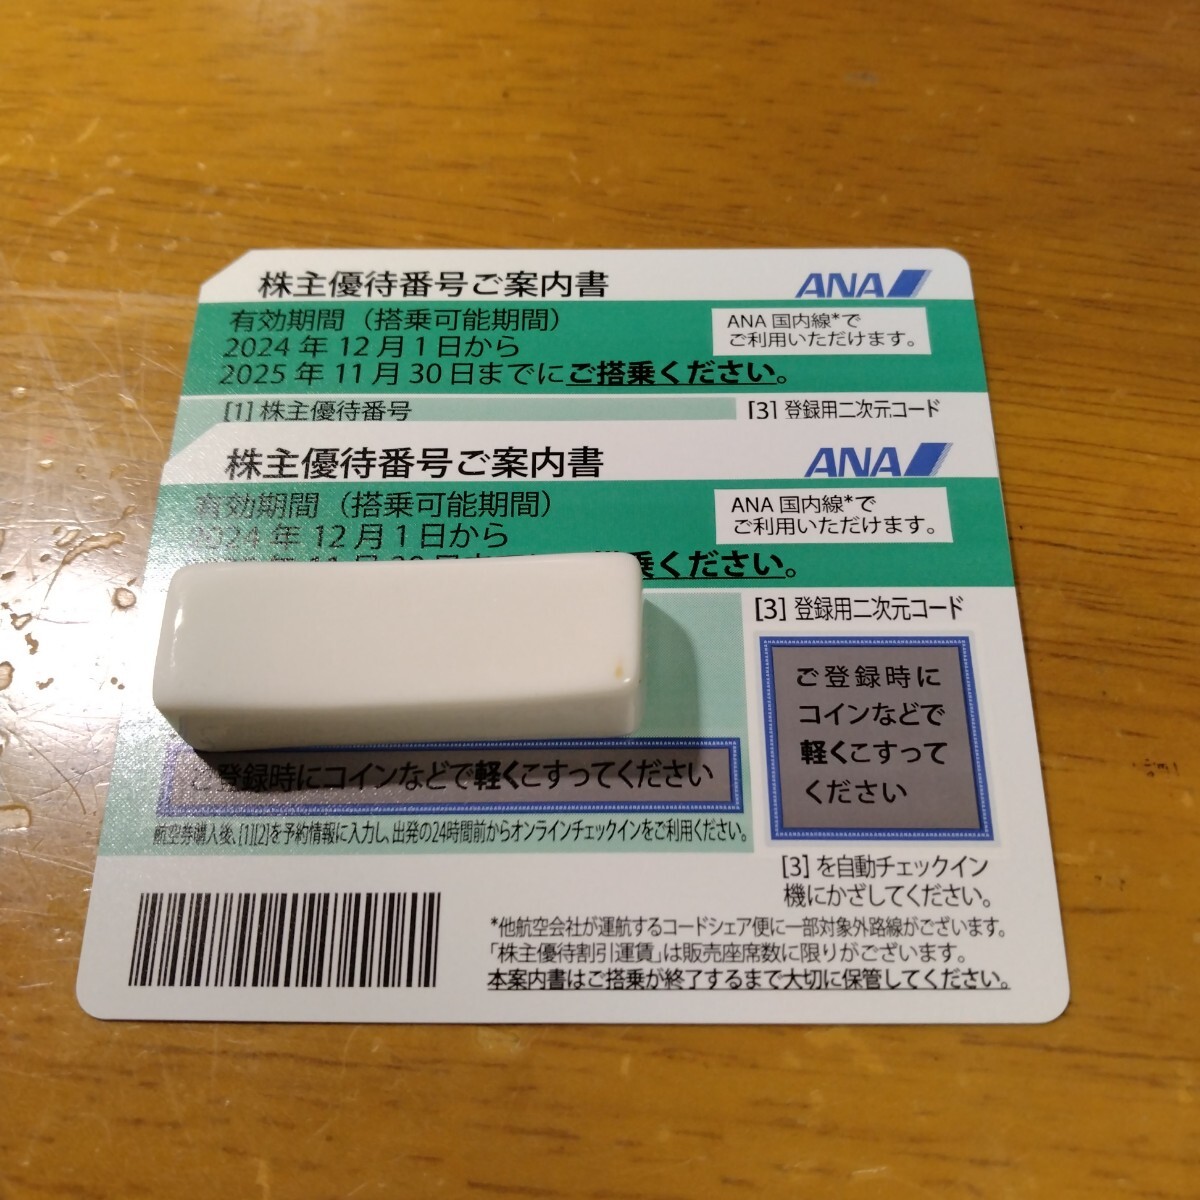 株主優待番号ご案内書
ANA
有効期間（搭乗可能期間）
2024 年 12 月 1 日から
2025 年 11 月 30 日までにご搭乗ください。
ANA 国内線*で
ご利用いただけます。
[1] 株主優待番号
[3] 登録用二次元コード
株主優待番号ご案内書
ANA
有効期間（搭乗可能期間）
2024 年 12 月 1 日から
乗ください。
ANA 国内線*で
ご利用いただけます。
[3] 登録用二次元コード
ご登録時に
コインなどで
軽くこすって
ください
ご登録時にコインなどで軽くこすってください
航空券購入後、[1][2]を予約情報に入力し、出発の24時間前からオンラインチェックインをご利用ください。
[3] を自動チェックイン
機にかざしてください。
*他航空会社が運航するコードシェア便に一部対象外路線がございます。
「株主優待割引運賃」は販売座席数に限りがございます。
本案内書はご搭乗が終了するまで大切に保管してください。